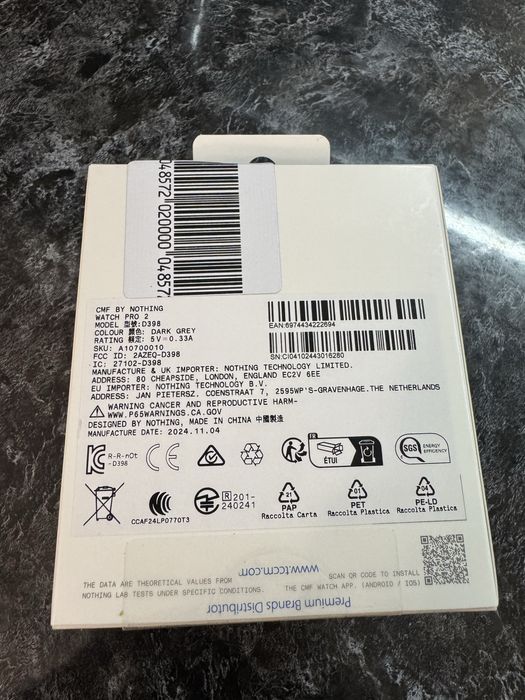 048572 020000 048572
CMF BY NOTHING
WATCH PRO 2
MODEL 型號:D398
COLOUR 顏色: DARK GREY
RATING 額定: 5V⎓0.33A
SKU: A10700010
FCC ID: 2AZEQ-D398
IC: 27102-D398
EAN:6974434222694
SN:CI04102443016280
MANUFACTURE & UK IMPORTER: NOTHING TECHNOLOGY LIMITED.
ADDRESS: 80 CHEAPSIDE, LONDON, ENGLAND EC2V 6EE
EU IMPORTER: NOTHING TECHNOLOGY B.V.
ADDRESS: JAN PIETERSZ, COENSTRAAT 7, 2595WP'S-GRAVENHAGE.THE NETHERLANDS
WARNING CANCER AND REPRODUCTIVE HARM-
WWW.P65WARNINGS.CA.GOV
DESIGNED BY NOTHING, MADE IN CHINA 中國製造
MANUFACTURE DATE: 2024.11.04
R-R-nOt
-D398
CE
FR
ÉTUI
SGS ENERGY
EFFICIENCY
CCAF24LP0770T3
R 201-
240241
21
PAP
Raccolta Carta
01
PET
Raccolta Plastica
04
PE-LD
Raccolta Plastica
www.tccm.com
THE DATA ARE THEORETICAL VALUES FROM
NOTHING LAB TESTS UNDER SPECIFIC CONDITIONS.
SCAN QR CODE TO INSTALL
THE CMF WATCH APP. (ANDROID / IOS)
Premium Brands Distributor